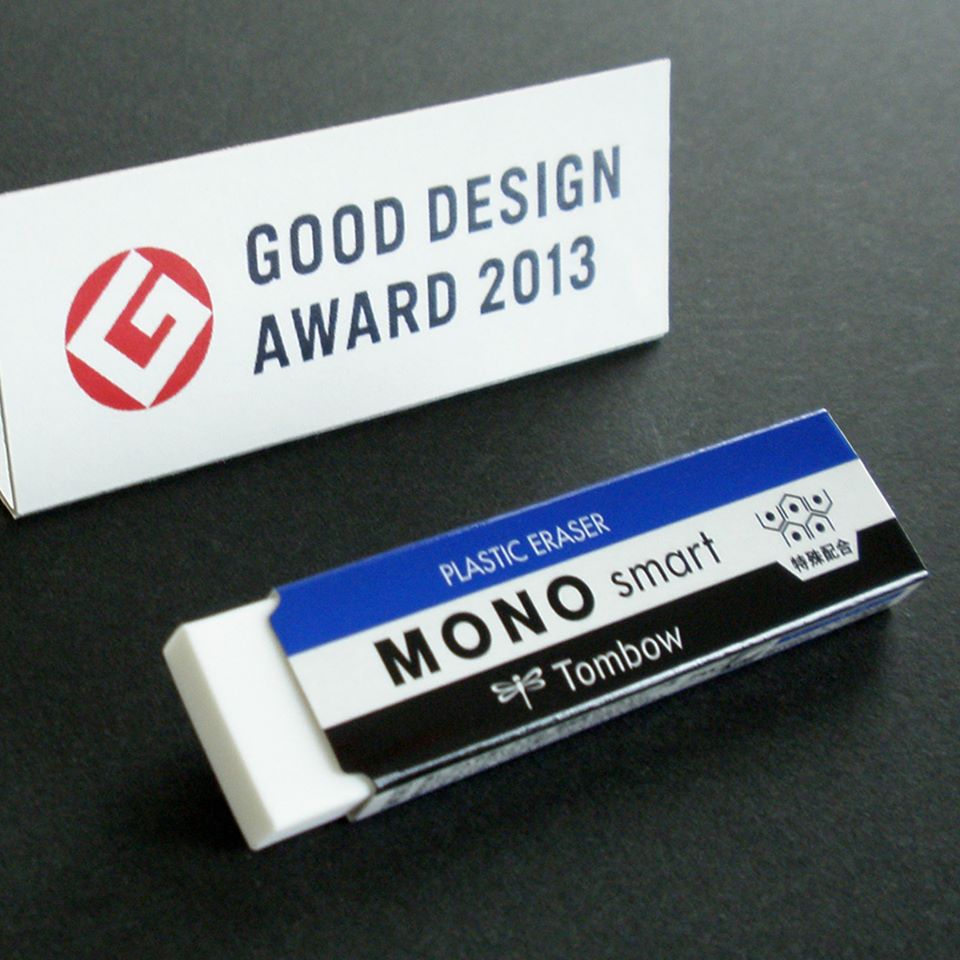 GOOD DESIGN
AWARD 2013
PLASTIC ERASER
MONO smart
特殊配合
Tombow